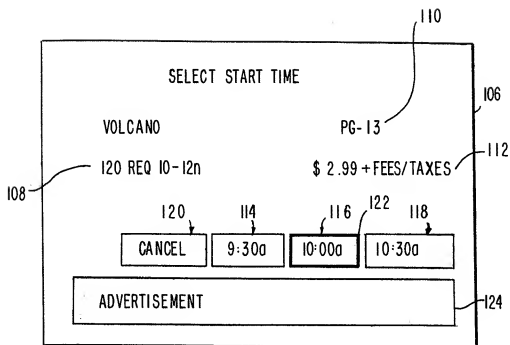 110
SELECT START TIME
106
VOLCANO PG-13
120 REQ 10-12n $ 2.99 + FEES/TAXES 112
108
120 114 116 122 118
CANCEL 9:30a 10:00a 10:30a
ADVERTISEMENT 124